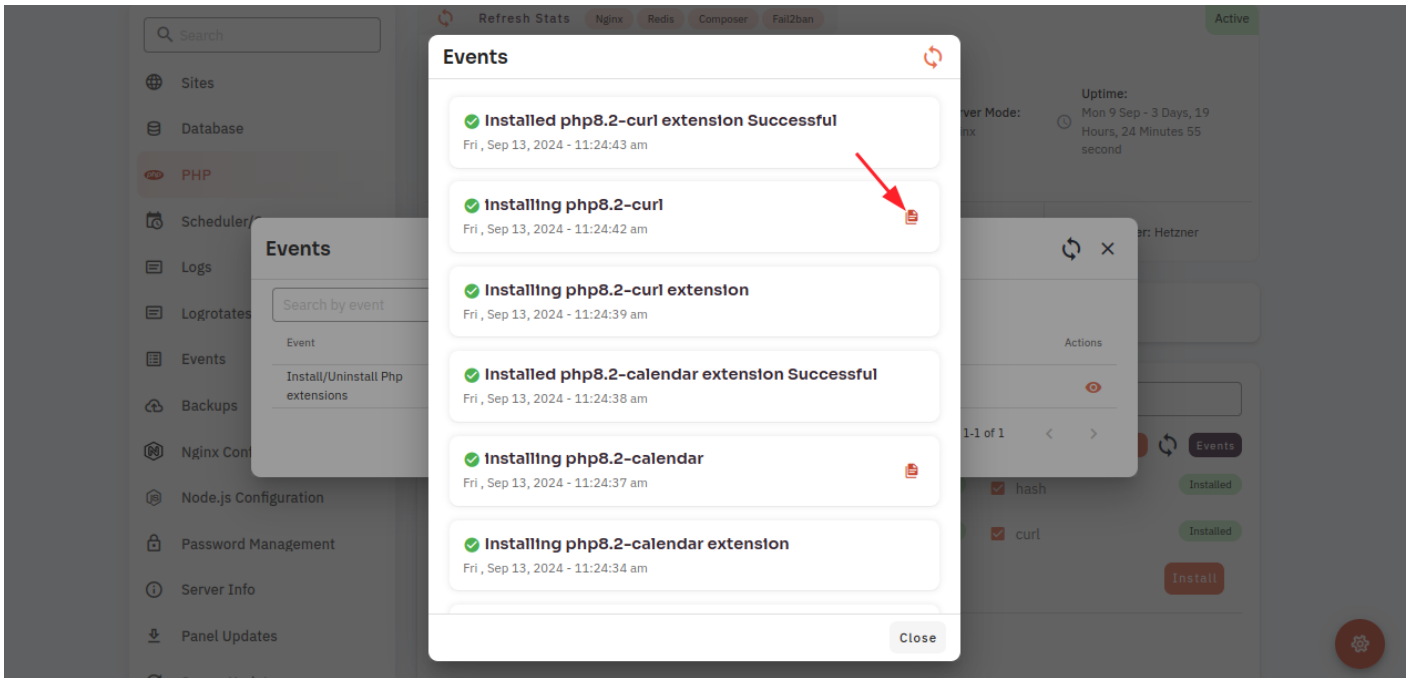 Search
Sites
Database
php PHP
Scheduler/
Logs
Logrotates
Events
Backups
Nginx Conf
Node.js Configuration
Password Management
Server Info
Panel Updates
Refresh Stats Nginx Redis Composer Fail2ban
Active
Uptime:
Mon 9 Sep - 3 Days, 19
Hours, 24 Minutes 55
second
rver Mode:
inx
er: Hetzner
Events
Search by event
Event
Actions
Install/Uninstall Php
extensions
1-1 of 1
Events
Installed php8.2-curl extension Successful
Fri , Sep 13, 2024 - 11:24:43 am
Installing php8.2-curl
Fri , Sep 13, 2024 - 11:24:42 am
Installing php8.2-curl extension
Fri , Sep 13, 2024 - 11:24:39 am
Installed php8.2-calendar extension Successful
Fri , Sep 13, 2024 - 11:24:38 am
Installing php8.2-calendar
Fri , Sep 13, 2024 - 11:24:37 am
Installing php8.2-calendar extension
Fri , Sep 13, 2024 - 11:24:34 am
Close
Events
hash Installed
curl Installed
Install